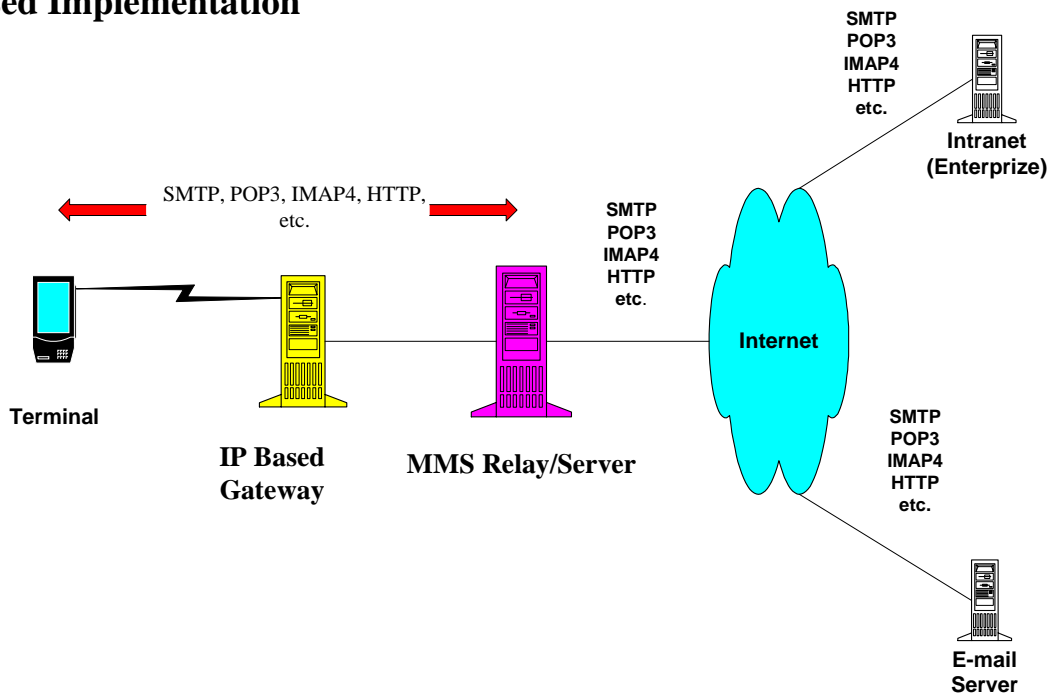 Implementation
SMTP
POP3
IMAP4
HTTP
etc.
Intranet
(Enterprize)
SMTP, POP3, IMAP4, HTTP,
etc.
SMTP
POP3
IMAP4
HTTP
etc.
Internet
Terminal
IP Based
Gateway
MMS Relay/Server
SMTP
POP3
IMAP4
HTTP
etc.
E-mail
Server